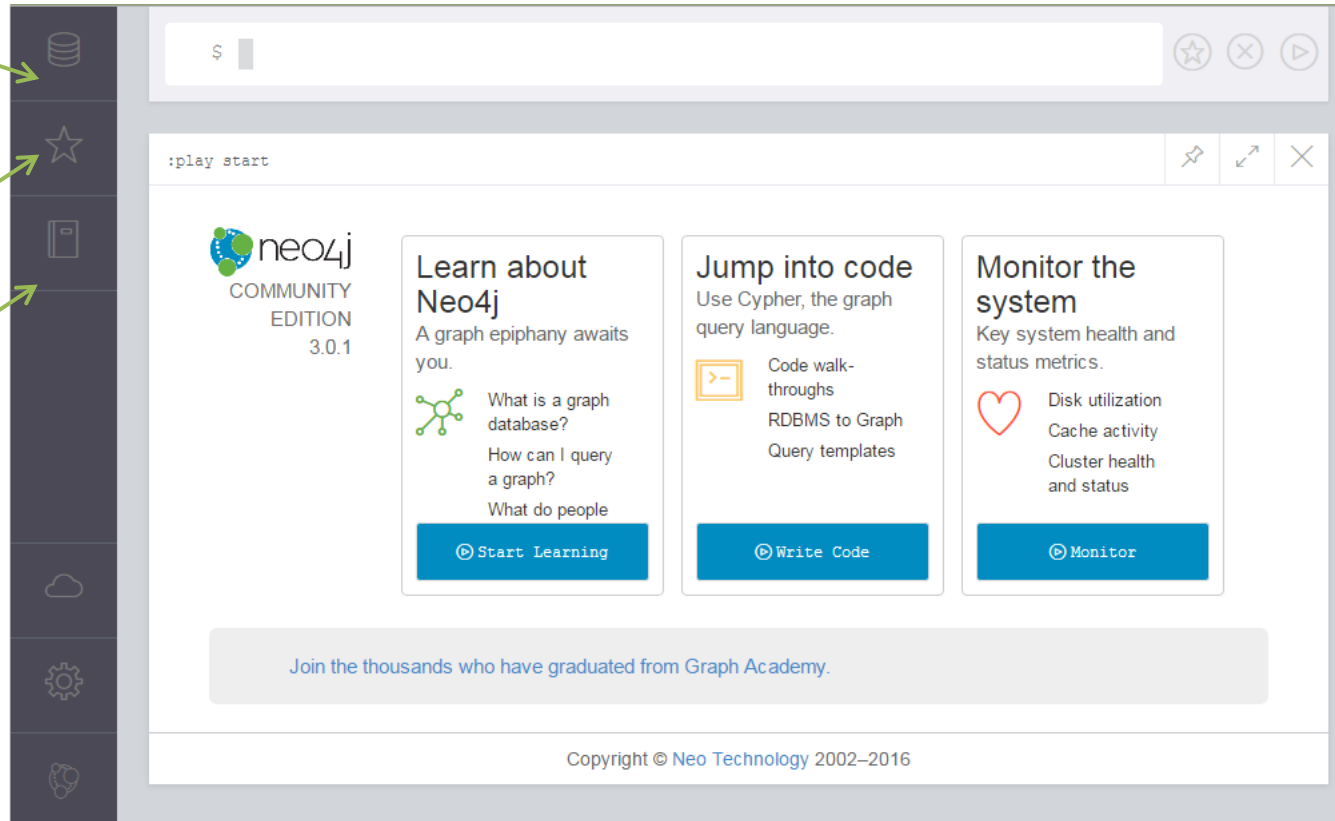 $
:play start
neo4j
COMMUNITY
EDITION
3.0.1
Learn about
Neo4j
A graph epiphany awaits
you.
What is a graph
database?
How can I query
a graph?
What do people
Start Learning
Jump into code
Use Cypher, the graph
query language.
Code walk-
throughs
RDBMS to Graph
Query templates
Write Code
Monitor the
system
Key system health and
status metrics.
Disk utilization
Cache activity
Cluster health
and status
Monitor
Join the thousands who have graduated from Graph Academy.
Copyright © Neo Technology 2002–2016